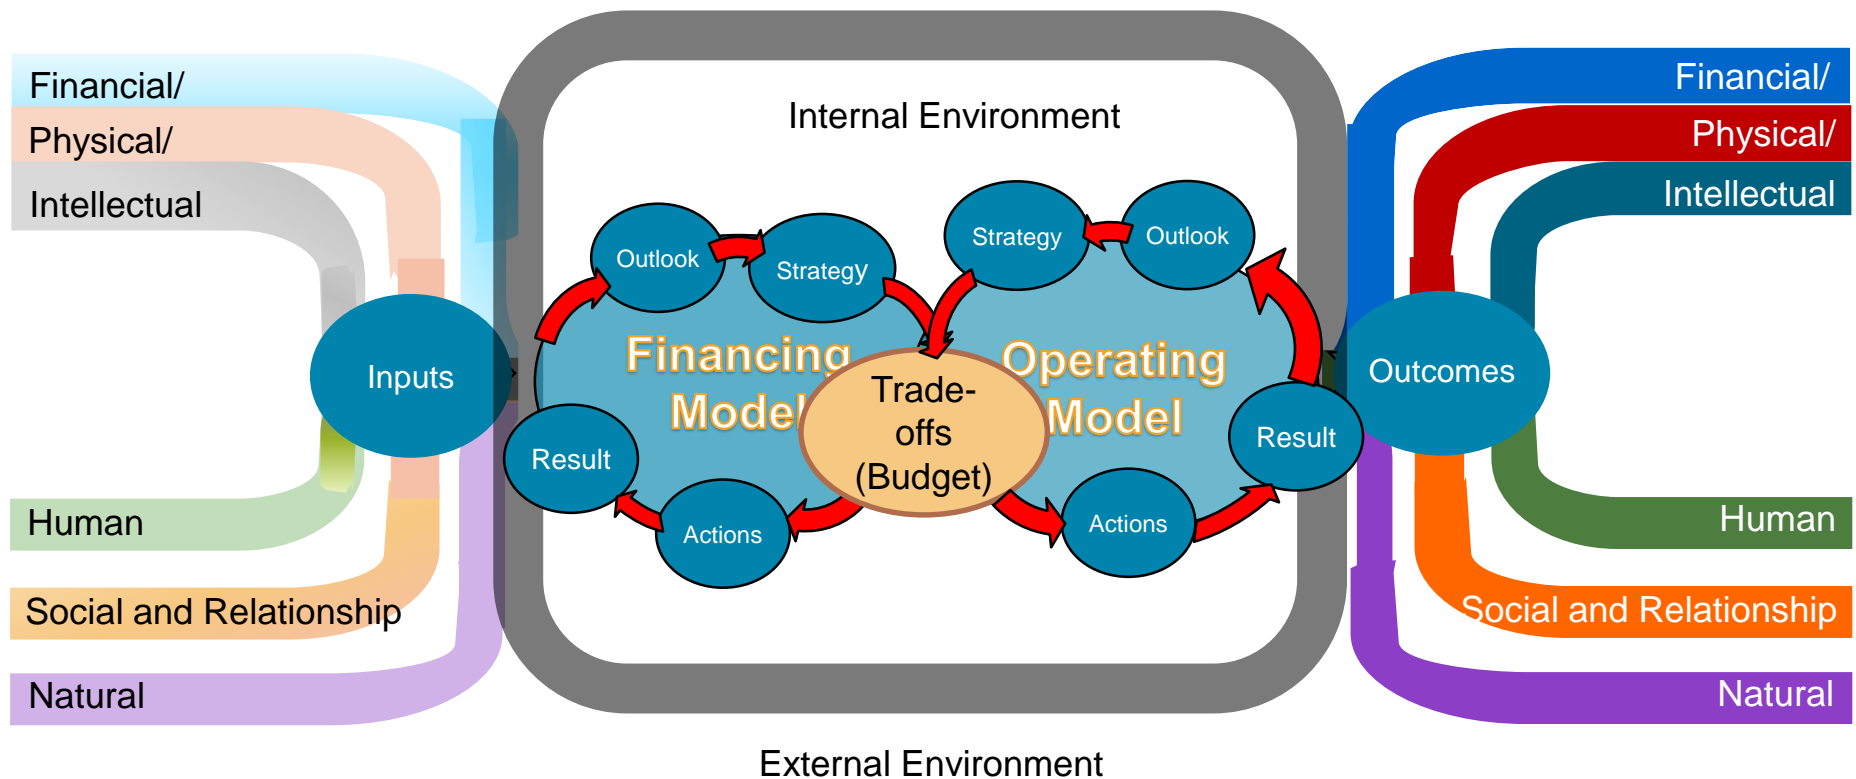 Financial/
Physical/
Intellectual
Inputs
Human
Social and Relationship
Natural
Internal Environment
Outlook
Strategy
Financing
Model
Result
Actions
Trade-
offs
(Budget)
Strategy
Outlook
Operating
Model
Result
Actions
External Environment
Financial/
Physical/
Intellectual
Outcomes
Human
Social and Relationship
Natural